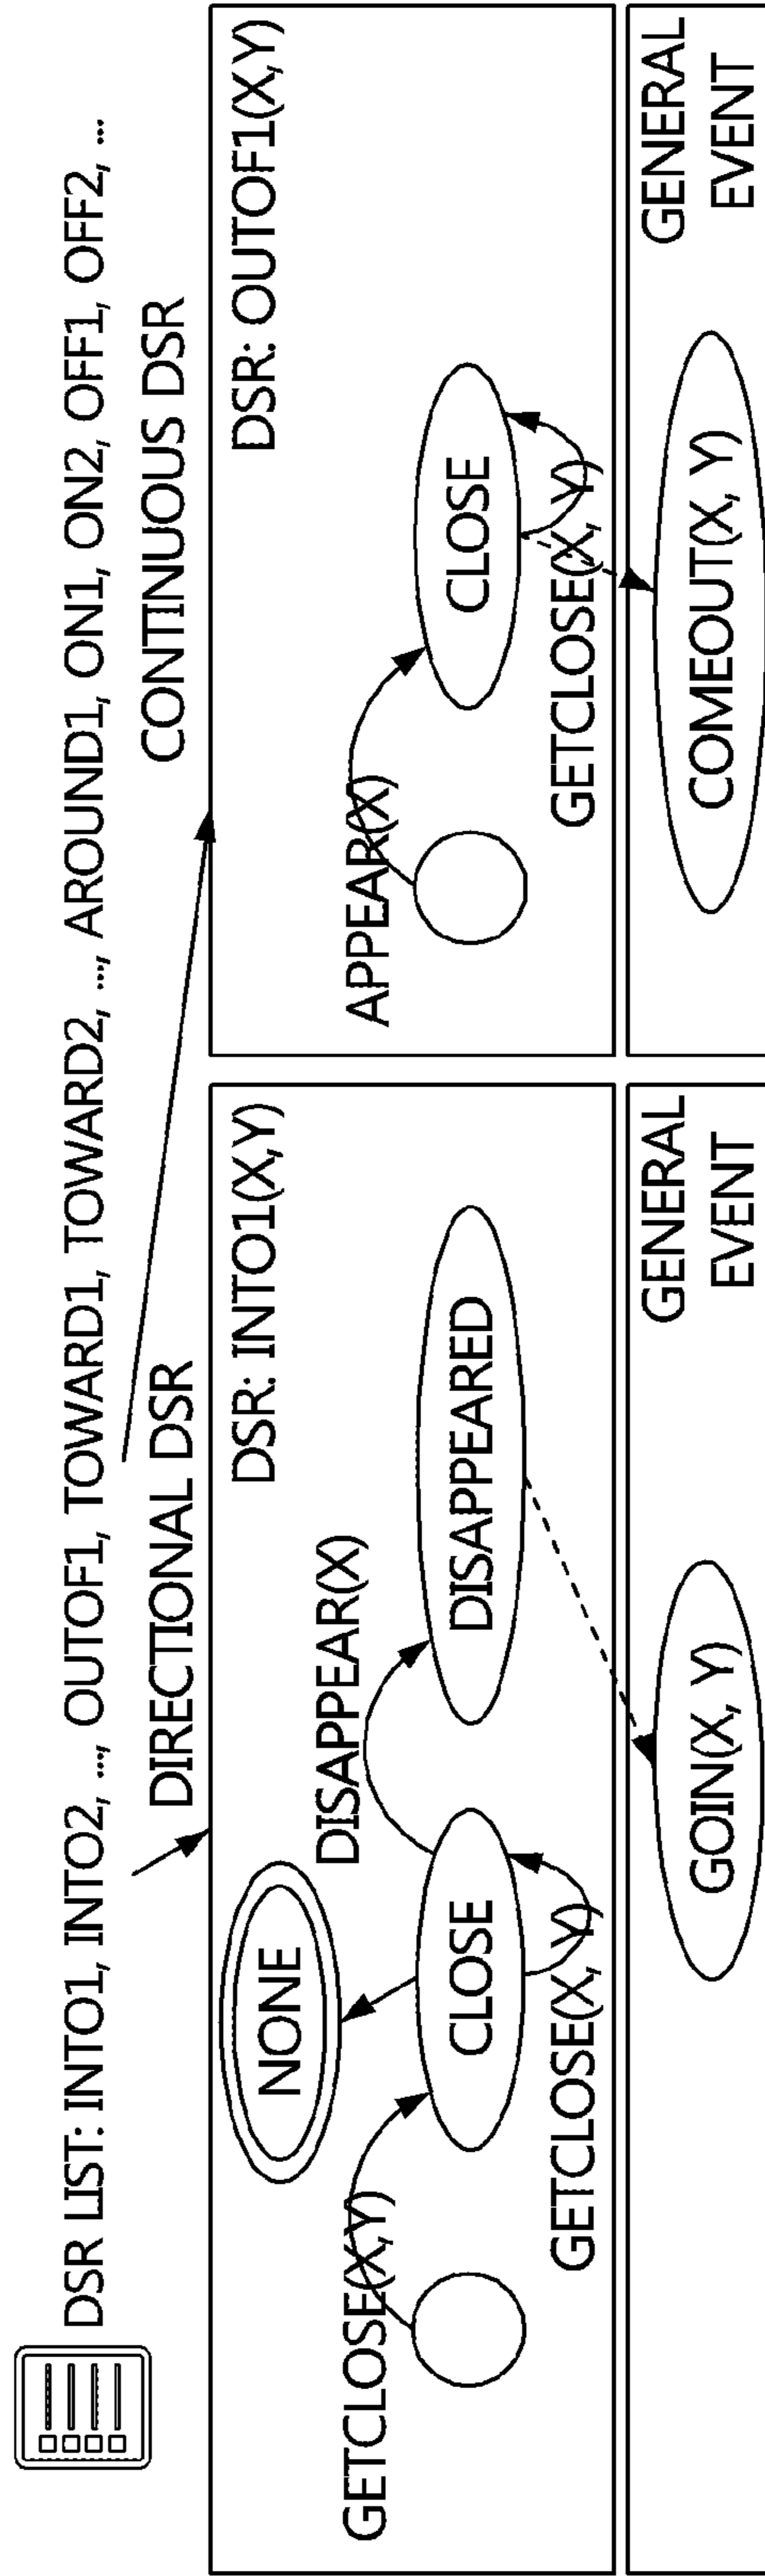 DSR LIST: INTO1, INTO2, ..., OUTOF1, TOWARD1, TOWARD2, ..., AROUND1, ON1, ON2, OFF1, OFF2, ...
DIRECTIONAL DSR
CONTINUOUS DSR
DSR: INTO1(X,Y)
NONE
DISAPPEAR(X)
GETCLOSE(X,Y)
CLOSE
DISAPPEARED
GETCLOSE(X, Y)
GENERAL
EVENT
GOIN(X, Y)
DSR: OUTOF1(X,Y)
APPEAR(X)
CLOSE
GETCLOSE(X, Y)
GENERAL
EVENT
COMEOUT(X, Y)